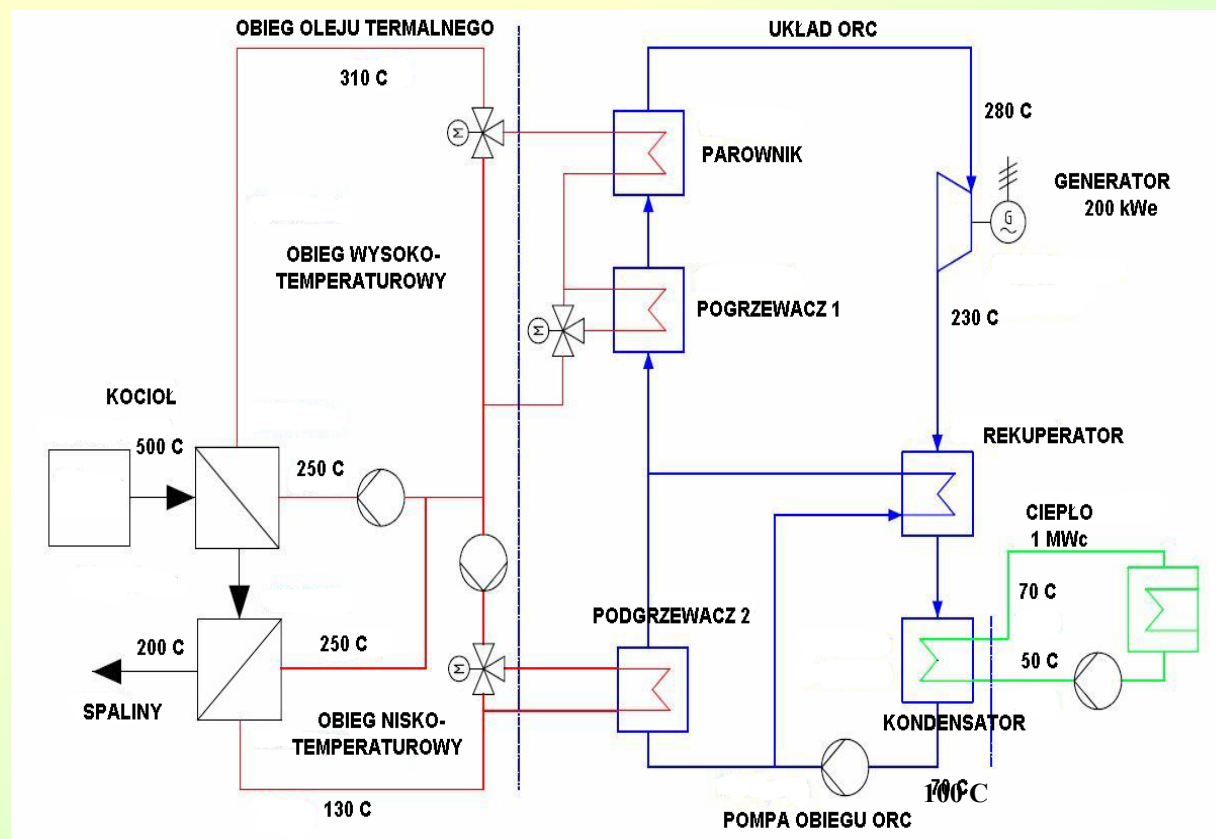 OBIEG OLEJU TERMALNEGO
UKŁAD ORC
310 C
280 C
M
PAROWNIK
GENERATOR
200 kWe
G
OBIEG WYSOKO-
TEMPERATUROWY
POGRZEWACZ 1
M
230 C
KOCIOŁ
500 C
250 C
REKUPERATOR
CIEPŁO
1 MWc
70 C
PODGRZEWACZ 2
200 C
250 C
M
50 C
SPALINY
OBIEG NISKO-
TEMPERATUROWY
KONDENSATOR
130 C
100 C
POMPA OBIEGU ORC